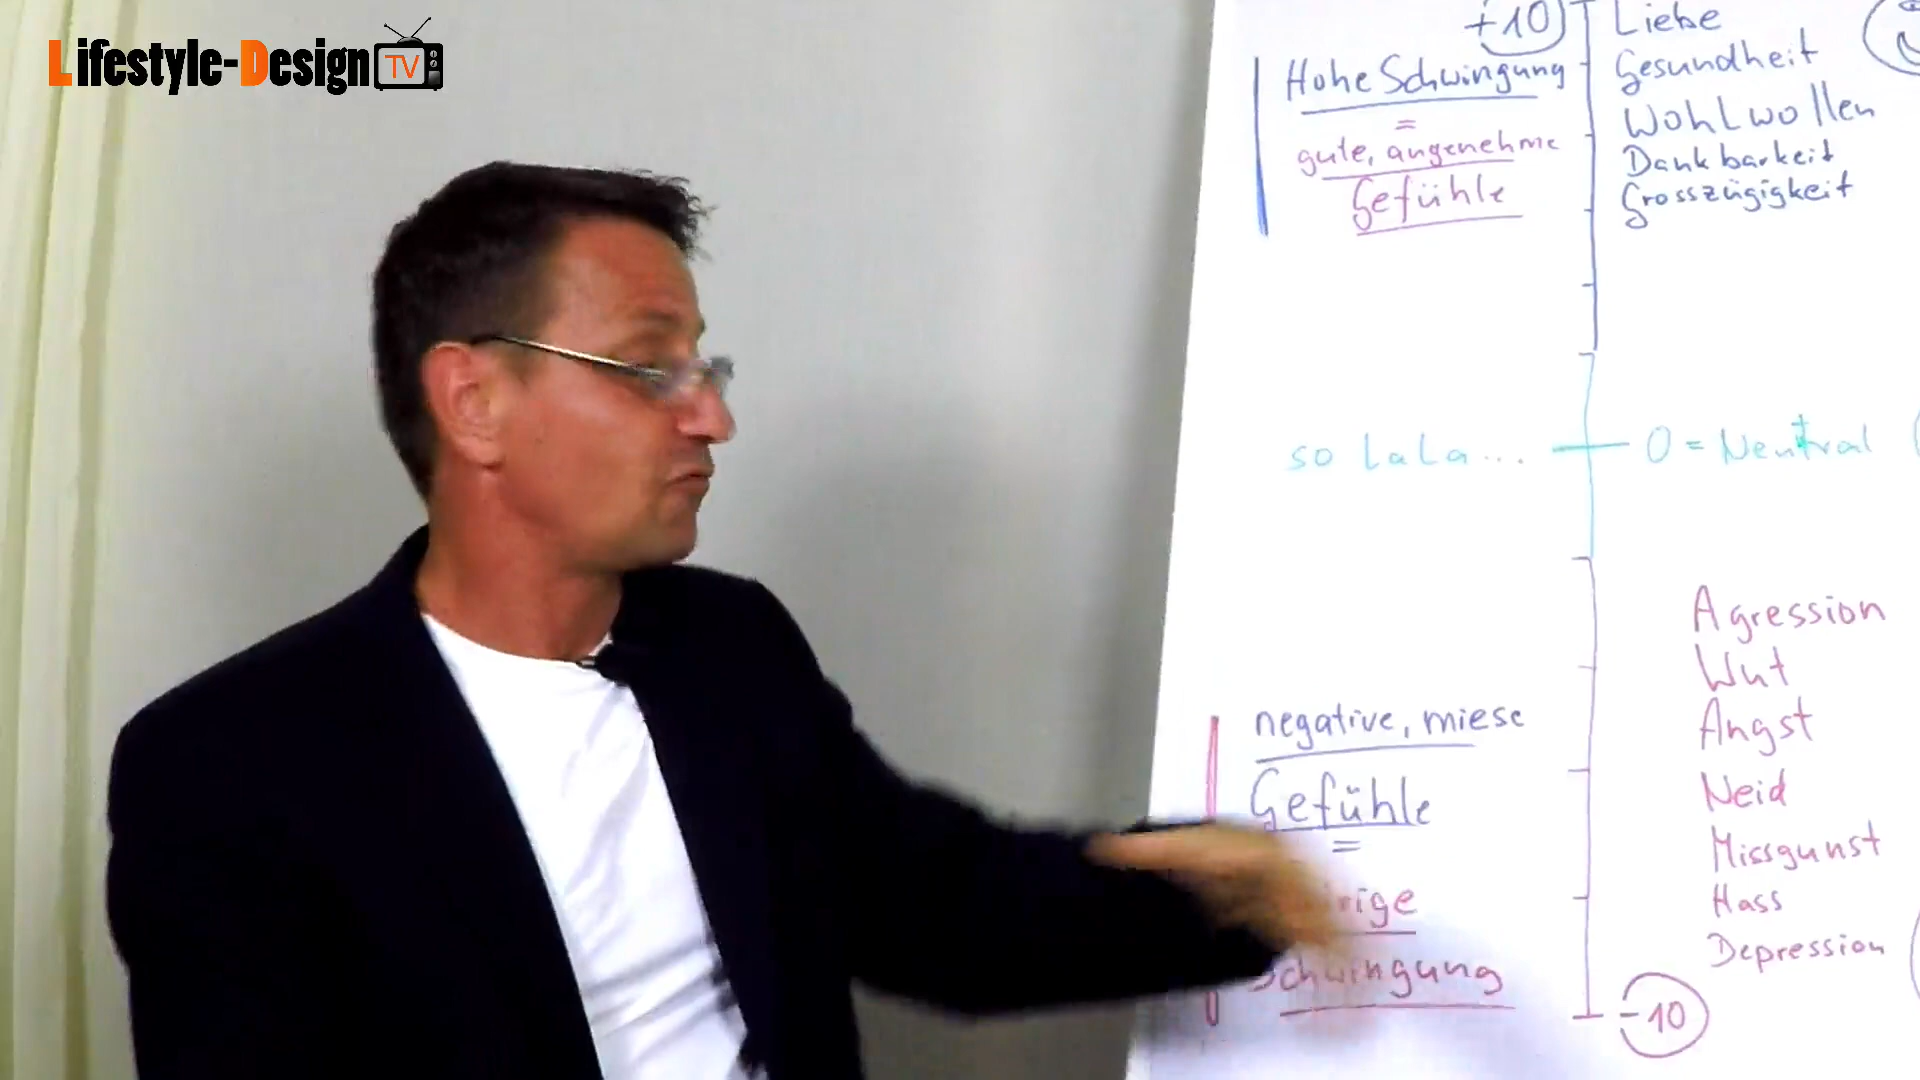 Lifestyle-Design TV
+10
Hohe Schwingung
=
gute, angenehme
Gefühle
Liebe
Gesundheit
Wohlwollen
Dankbarkeit
Grosszügigkeit
so LaLa...
0 = Neutral
negative, miese
Gefühle
=
Schwingung
Agression
Wut
Angst
Neid
Missgunst
Hass
Depression
-10